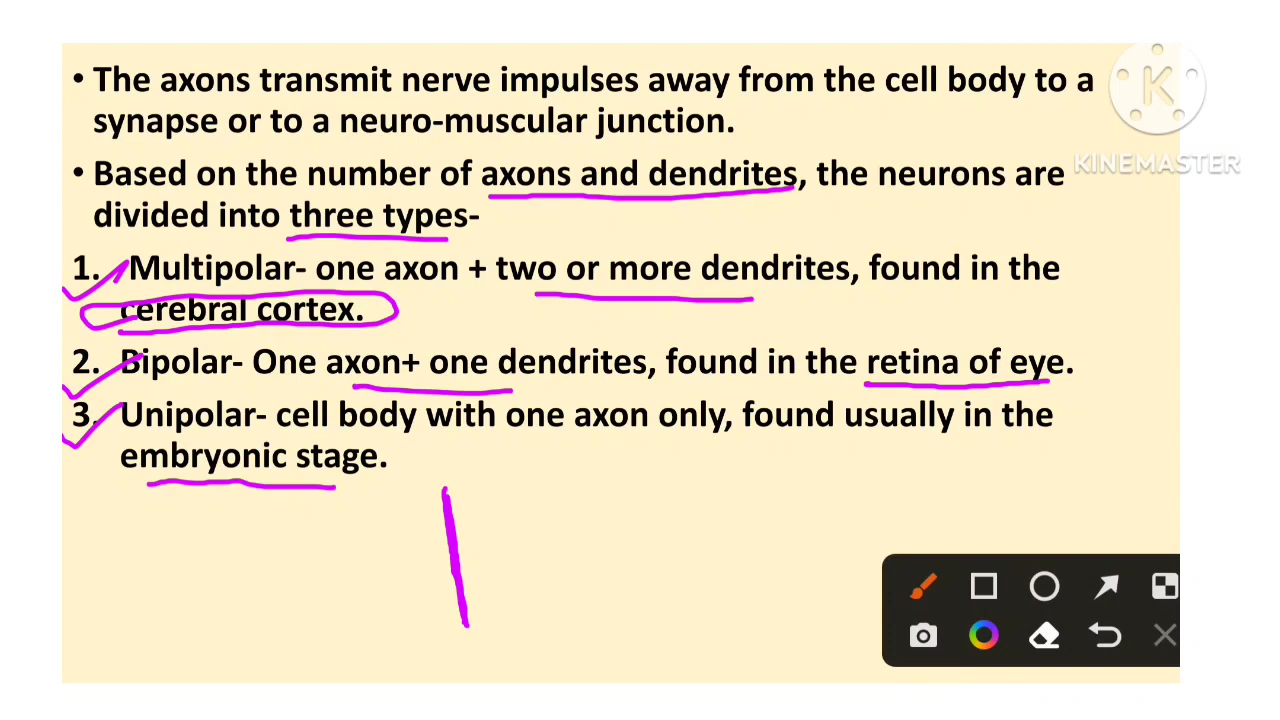 • The axons transmit nerve impulses away from the cell body to a
synapse or to a neuro-muscular junction.
• Based on the number of axons and dendrites, the neurons are
divided into three types-
1. Multipolar- one axon + two or more dendrites, found in the
cerebral cortex.
2. Bipolar- One axon+ one dendrites, found in the retina of eye.
3. Unipolar- cell body with one axon only, found usually in the
embryonic stage.
K
KINEMASTER